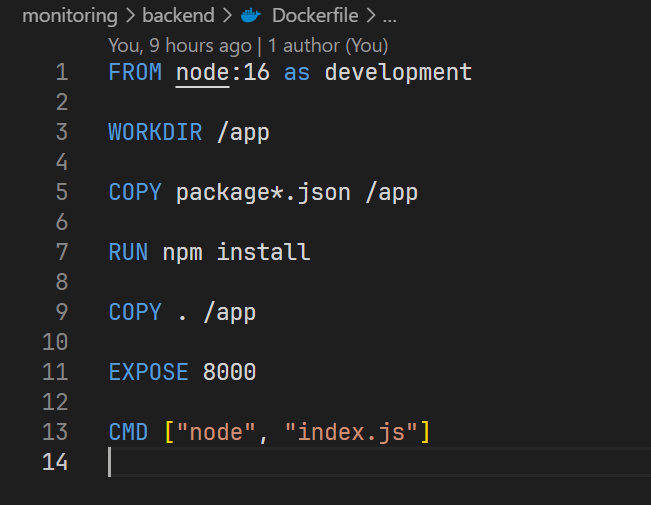 monitoring > backend > Dockerfile > ...
You, 9 hours ago | 1 author (You)
1 FROM node:16 as development
2
3 WORKDIR /app
4
5 COPY package*.json /app
6
7 RUN npm install
8
9 COPY . /app
10
11 EXPOSE 8000
12
13 CMD ["node", "index.js"]
14